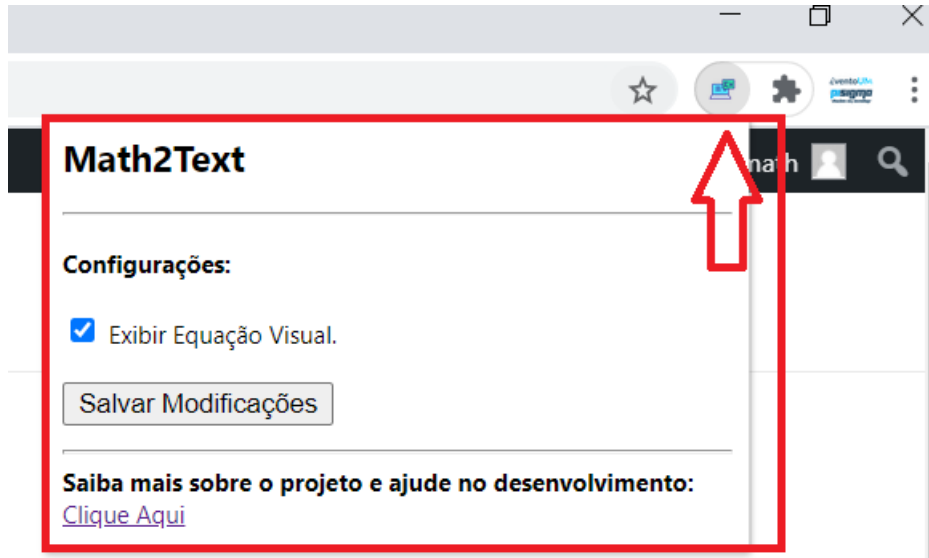 Math2Text
Configurações:
Exibir Equação Visual.
Salvar Modificações
Saiba mais sobre o projeto e ajude no desenvolvimento:
Clique Aqui